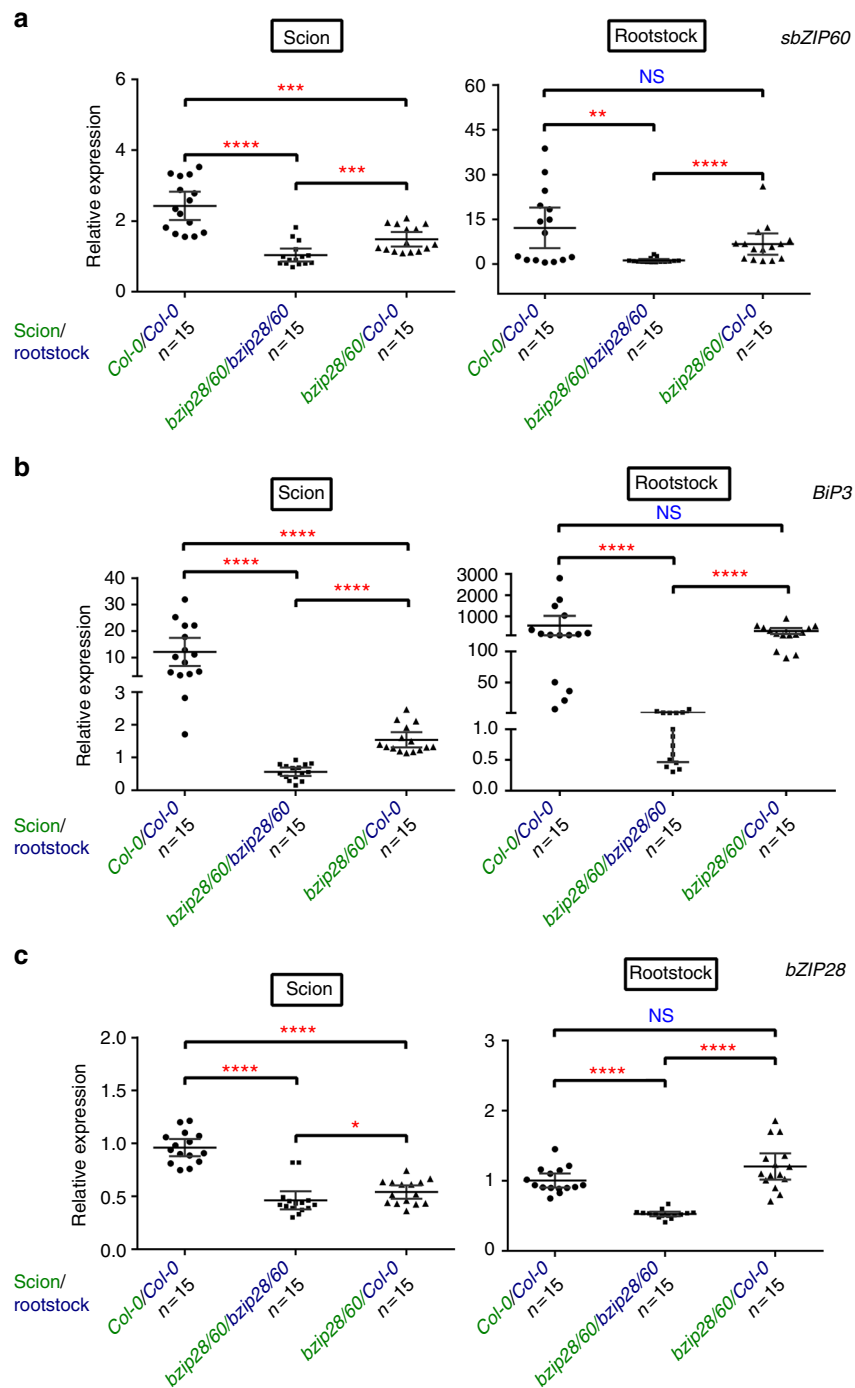 a
Scion
Rootstock
sbZIP60
Relative expression
6
4
2
0
***
****
***
60
45
30
15
0
NS
**
****
Scion/
rootstock
Col-0/Col-0
n = 15
bzip28/60/bzip28/60
n = 15
bzip28/60/Col-0
n = 15
Col-0/Col-0
n = 15
bzip28/60/bzip28/60
n = 15
bzip28/60/Col-0
n = 15
b
Scion
Rootstock
BiP3
Relative expression
40
30
20
10
3
2
1
0
****
****
****
3000
2000
1000
100
50
1.0
0.5
0.0
NS
****
****
Scion/
rootstock
Col-0/Col-0
n = 15
bzip28/60/bzip28/60
n = 15
bzip28/60/Col-0
n = 15
Col-0/Col-0
n = 15
bzip28/60/bzip28/60
n = 15
bzip28/60/Col-0
n = 15
c
Scion
Rootstock
bZIP28
Relative expression
2.0
1.5
1.0
0.5
0.0
****
****
*
3
2
1
0
NS
****
****
Scion/
rootstock
Col-0/Col-0
n = 15
bzip28/60/bzip28/60
n = 15
bzip28/60/Col-0
n = 15
Col-0/Col-0
n = 15
bzip28/60/bzip28/60
n = 15
bzip28/60/Col-0
n = 15